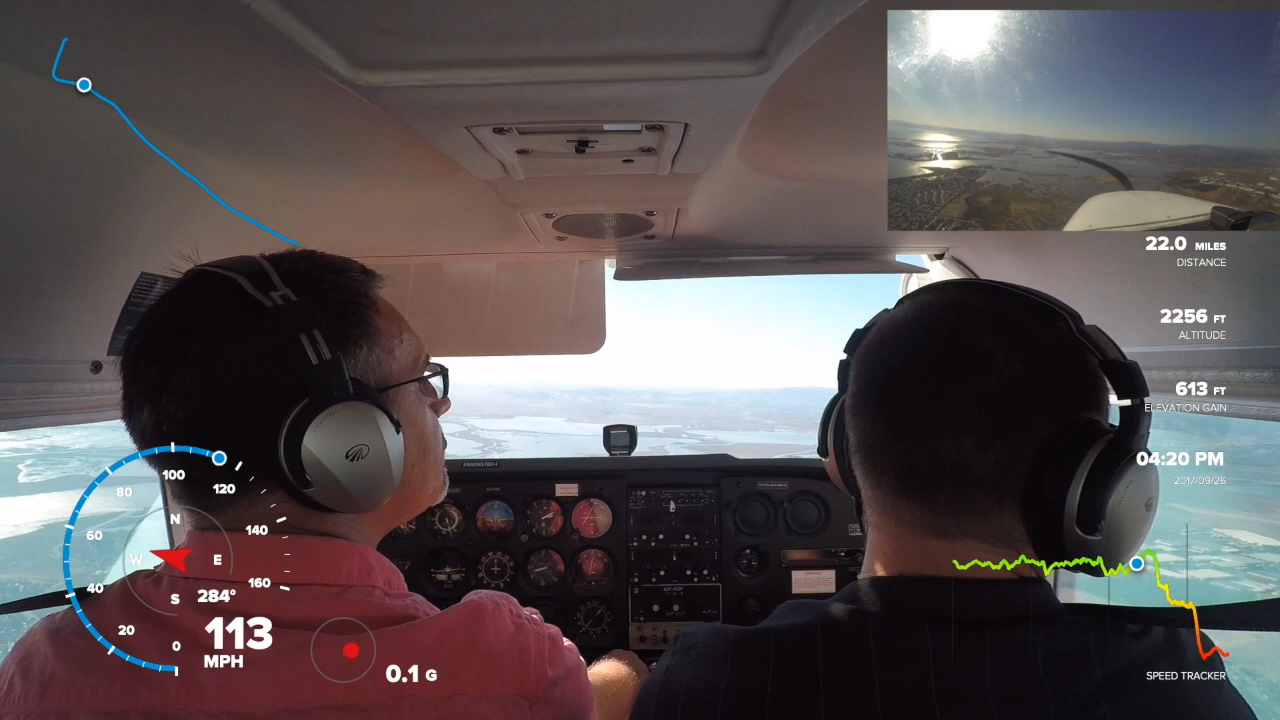 22.0 MILES
DISTANCE
2256 FT
ALTITUDE
613 FT
ELEVATION GAIN
04:20 PM
2017/09/26
100
80
120
N
60
140
W
E
40
160
S
284°
20
0
113
MPH
0.1 G
SPEED TRACKER